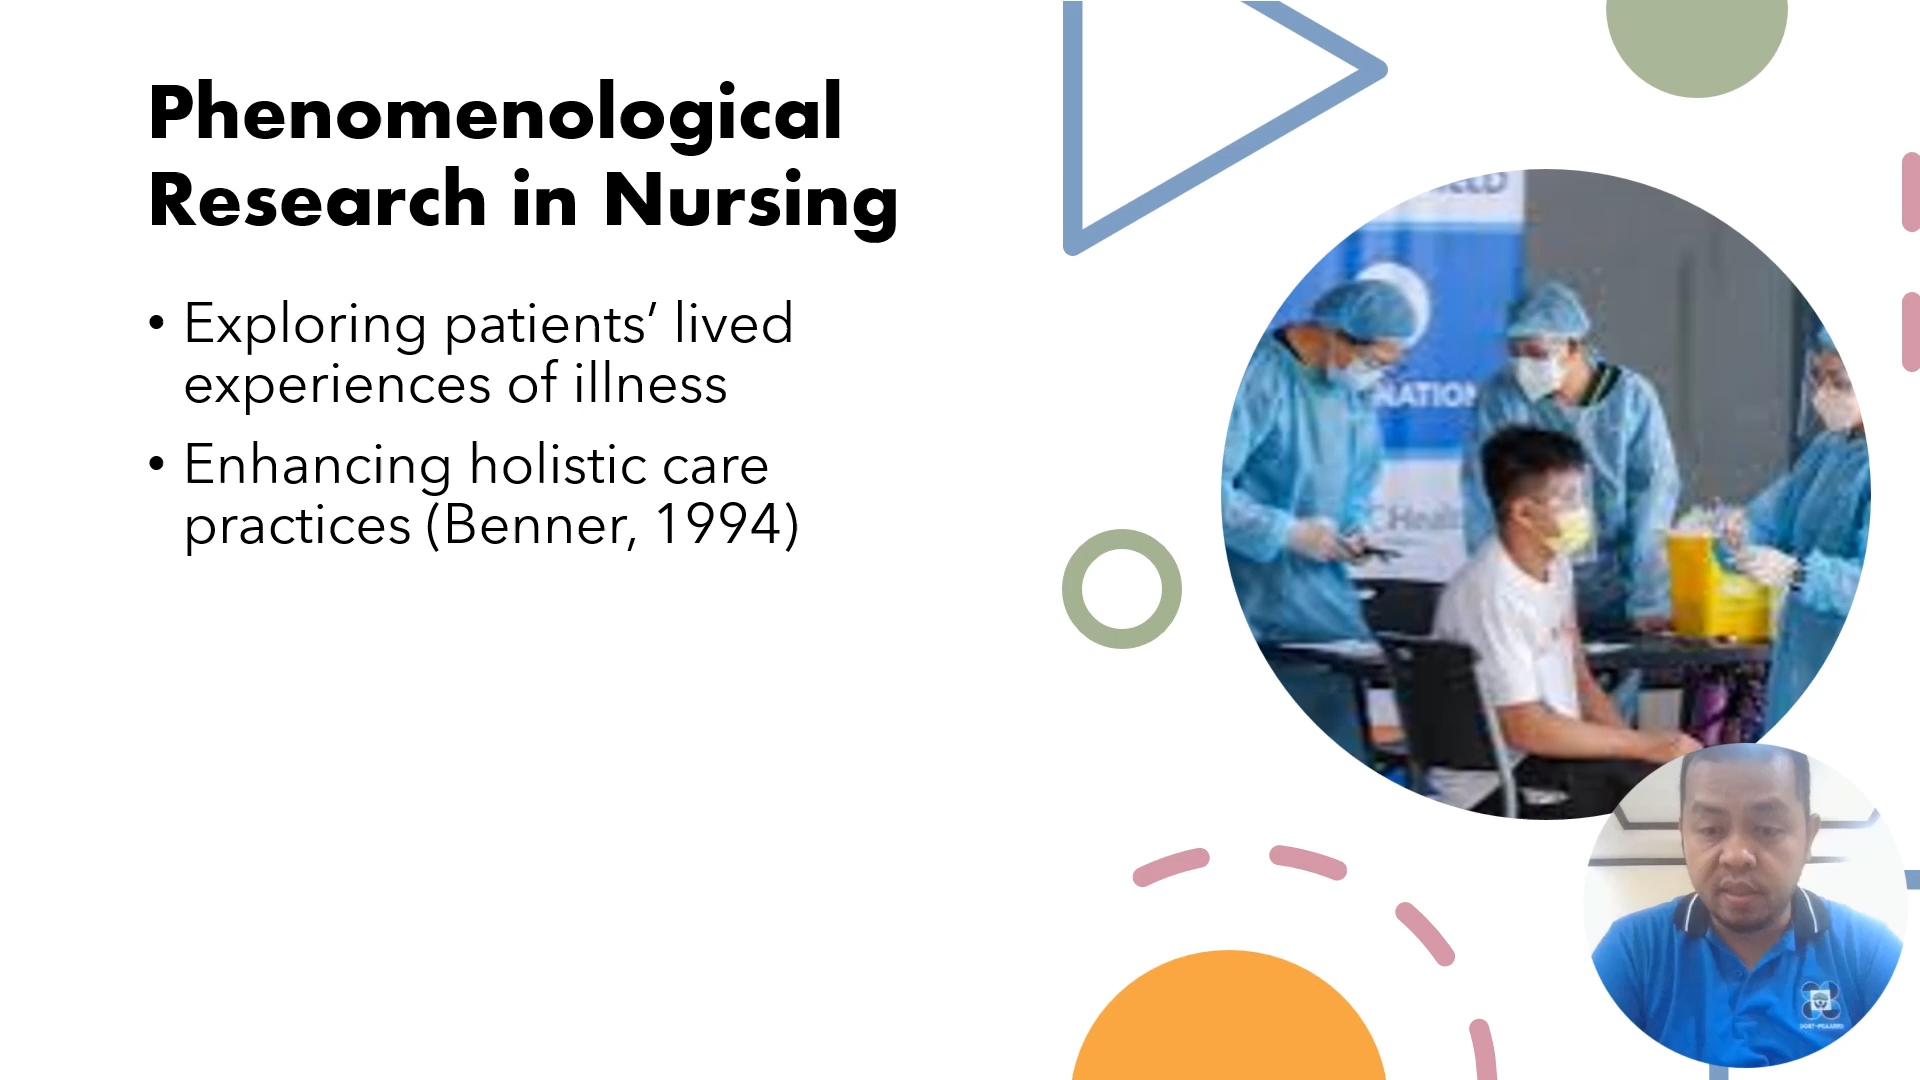 Phenomenological
Research in Nursing
• Exploring patients’ lived
experiences of illness
• Enhancing holistic care
practices (Benner, 1994)